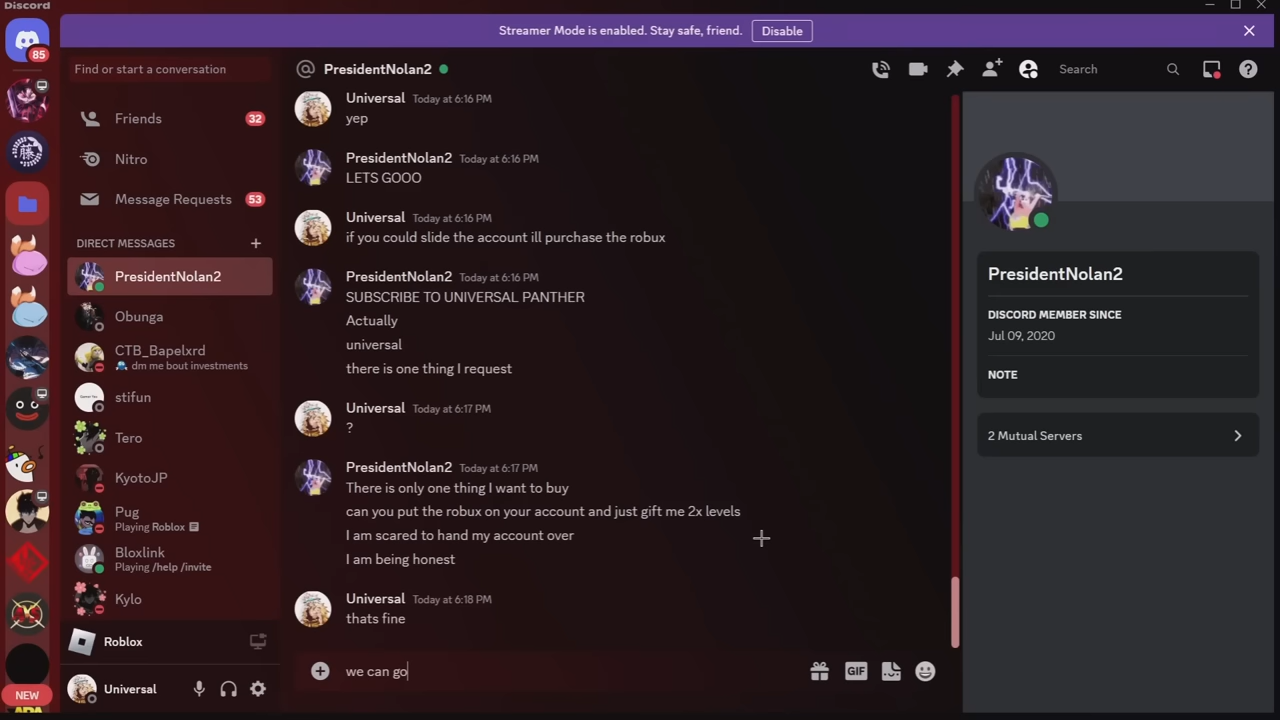 Discord
Streamer Mode is enabled. Stay safe, friend. Disable
85
Find or start a conversation
Friends 32
Nitro
Message Requests 53
DIRECT MESSAGES
PresidentNolan2
Obunga
CTB_Bapelxrd
dm me bout investments
stifun
Tero
KyotoJP
Pug
Playing Roblox
Bloxlink
Playing /help /invite
Kylo
Roblox
Universal
NEW
PresidentNolan2
Search
Universal Today at 6:16 PM
yep
PresidentNolan2 Today at 6:16 PM
LETS GOOO
Universal Today at 6:16 PM
if you could slide the account ill purchase the robux
PresidentNolan2 Today at 6:16 PM
SUBSCRIBE TO UNIVERSAL PANTHER
Actually
universal
there is one thing I request
Universal Today at 6:17 PM
?
PresidentNolan2 Today at 6:17 PM
There is only one thing I want to buy
can you put the robux on your account and just gift me 2x levels
I am scared to hand my account over
I am being honest
Universal Today at 6:18 PM
thats fine
we can go
GIF
PresidentNolan2
DISCORD MEMBER SINCE
Jul 09, 2020
NOTE
2 Mutual Servers